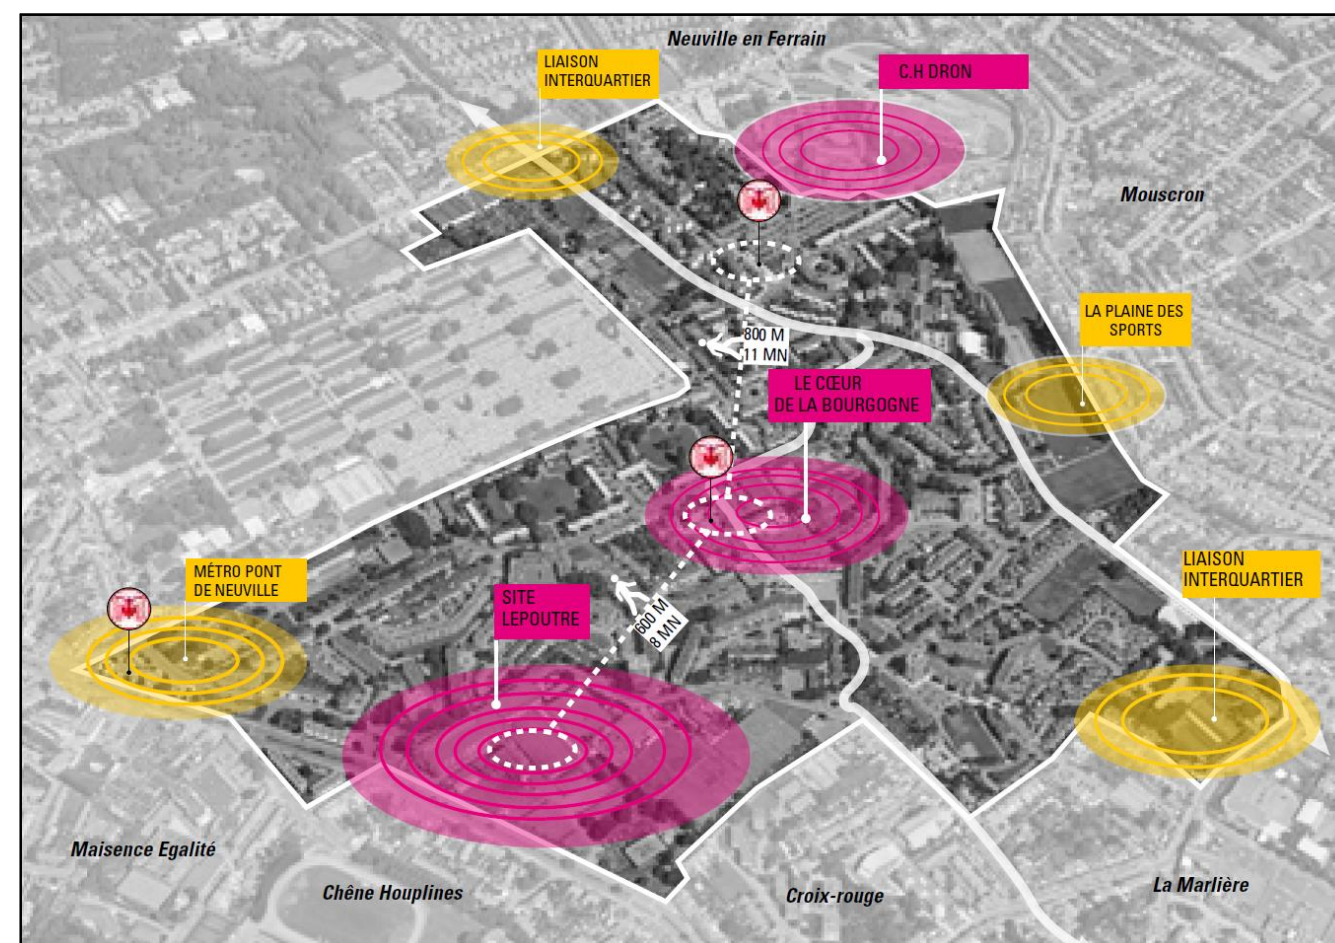 Neuville en Ferrain
LIAISON
INTERQUARTIER
C.H DRON
Mouscron
LA PLAINE DES
SPORTS
800 M
11 MN
LE CŒUR
DE LA BOURGOGNE
LIAISON
INTERQUARTIER
MÉTRO PONT
DE NEUVILLE
SITE
LEPOUTRE
600 M
8 MN
Maisence Egalité
Chêne Houplines
Croix-rouge
La Marlière